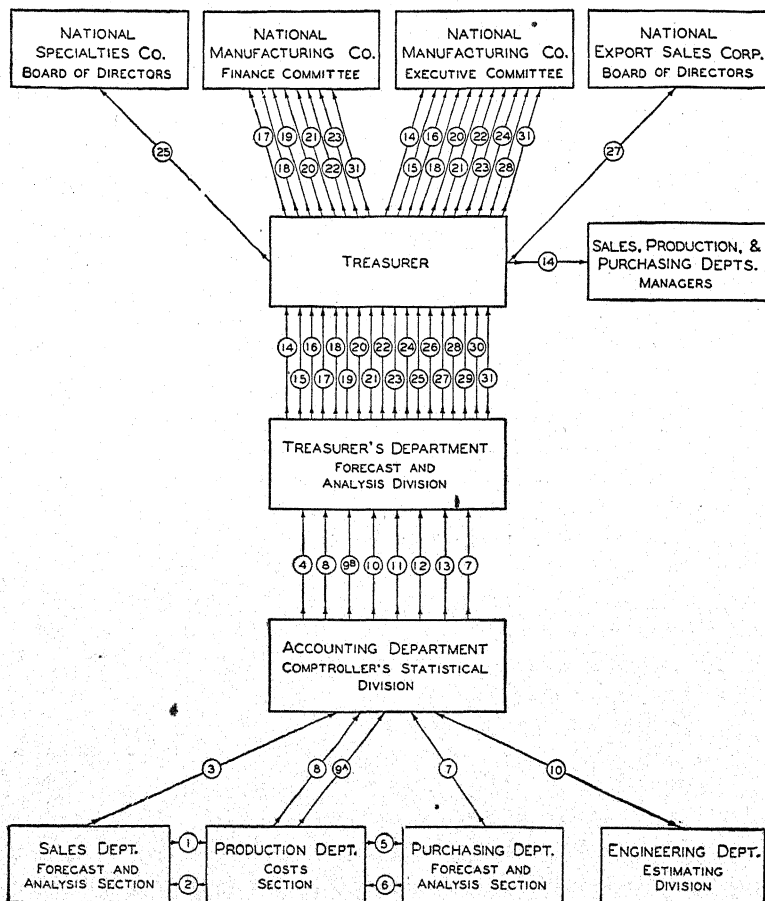 NATIONAL
SPECIALTIES CO.
BOARD OF DIRECTORS
NATIONAL
MANUFACTURING CO.
FINANCE COMMITTEE
NATIONAL
MANUFACTURING CO.
EXECUTIVE COMMITTEE
NATIONAL
EXPORT SALES CORP.
BOARD OF DIRECTORS
17 19 21 23
18 20 22 31
14 16 20 22 24 31
15 18 21 23 28
25
27
TREASURER
14
SALES, PRODUCTION, &
PURCHASING DEPTS.
MANAGERS
14 16 18 20 22 24 26 28 30
15 17 19 21 23 25 27 29 31
TREASURER'S DEPARTMENT
FORECAST AND
ANALYSIS DIVISION
4 8 9B 10 11 12 13 7
ACCOUNTING DEPARTMENT
COMPTROLLER'S STATISTICAL
DIVISION
3 8 9A 7 10
SALES DEPT.
FORECAST AND
ANALYSIS SECTION
1
2
PRODUCTION DEPT.
COSTS
SECTION
5
6
PURCHASING DEPT.
FORECAST AND
ANALYSIS SECTION
ENGINEERING DEPT.
ESTIMATING
DIVISION